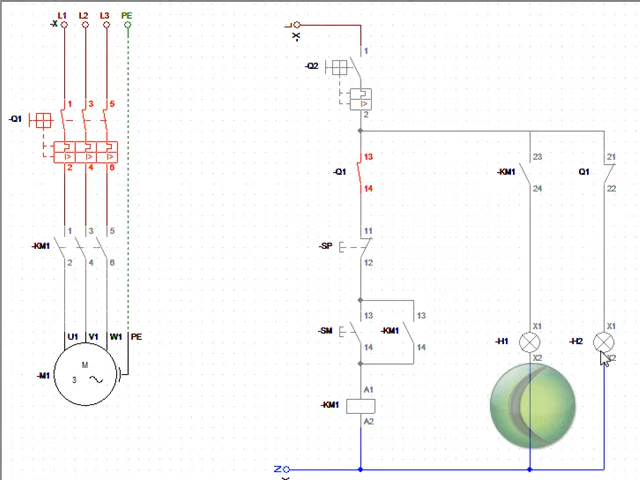 L1 L2 L3 PE
-X
L
-X
1
-Q2
2
1 3 5
-Q1
2 4 6
13
-Q1
14
23
-KM1
24
21
Q1
22
1 3 5
-KM1
2 4 6
11
-SP
12
13
-SM
14
13
-KM1
14
U1 V1 W1 PE
M
3
-M1
X1
-H1
X2
X1
-H2
X2
A1
-KM1
A2
N